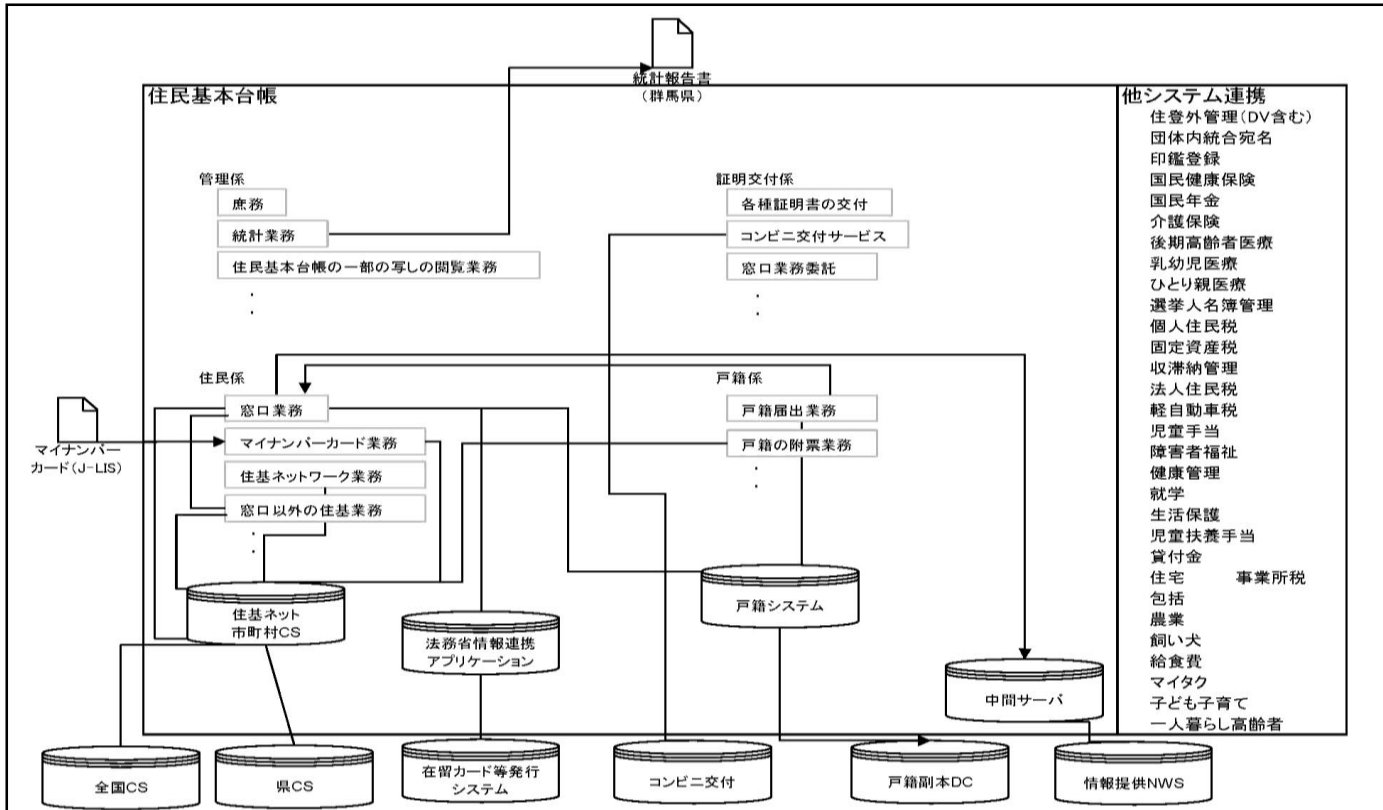 統計報告書
(群馬県)
住民基本台帳
管理係
庶務
統計業務
住民基本台帳の一部の写しの閲覧業務
・
・
証明交付係
各種証明書の交付
コンビニ交付サービス
窓口業務委託
・
・
住民係
窓口業務
マイナンバーカード業務
住基ネットワーク業務
窓口以外の住基業務
・
・
戸籍係
戸籍届出業務
戸籍の附票業務
・
・
マイナンバー
カード(J-LIS)
住基ネット
市町村CS
法務省情報連携
アプリケーション
戸籍システム
中間サーバ
全国CS
県CS
在留カード等発行
システム
コンビニ交付
戸籍副本DC
情報提供NWS
他システム連携
住登外管理(DV含む)
団体内統合宛名
印鑑登録
国民健康保険
国民年金
介護保険
後期高齢者医療
乳幼児医療
ひとり親医療
選挙人名簿管理
個人住民税
固定資産税
収滞納管理
法人住民税
軽自動車税
児童手当
障害者福祉
健康管理
就学
生活保護
児童扶養手当
貸付金
住宅 事業所税
包括
農業
飼い犬
給食費
マイタク
子ども子育て
一人暮らし高齢者